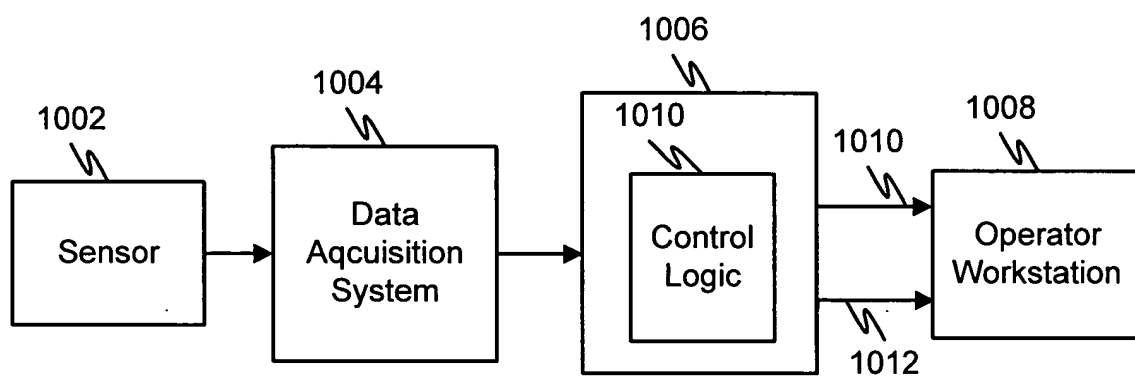 1006
1004
1010
1008
1002
1010
Sensor
Data
Aqcuisition
System
Control
Logic
Operator
Workstation
1012